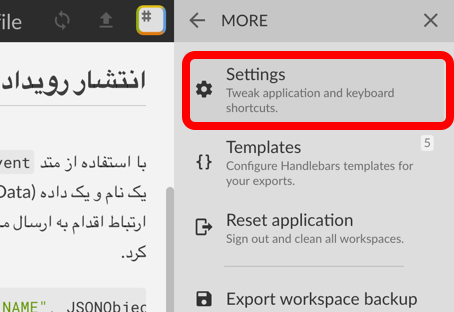 file
#
MORE
انتشار رویداد
با استفاده از متد vent
یک نام و یک داده (Data
ارتباط اقدام به ارسال
کرد.
NAME", JSONObjec
Settings
Tweak application and keyboard
shortcuts.
Templates
5
Configure Handlebars templates for
your exports.
Reset application
Sign out and clean all workspaces.
Export workspace backup